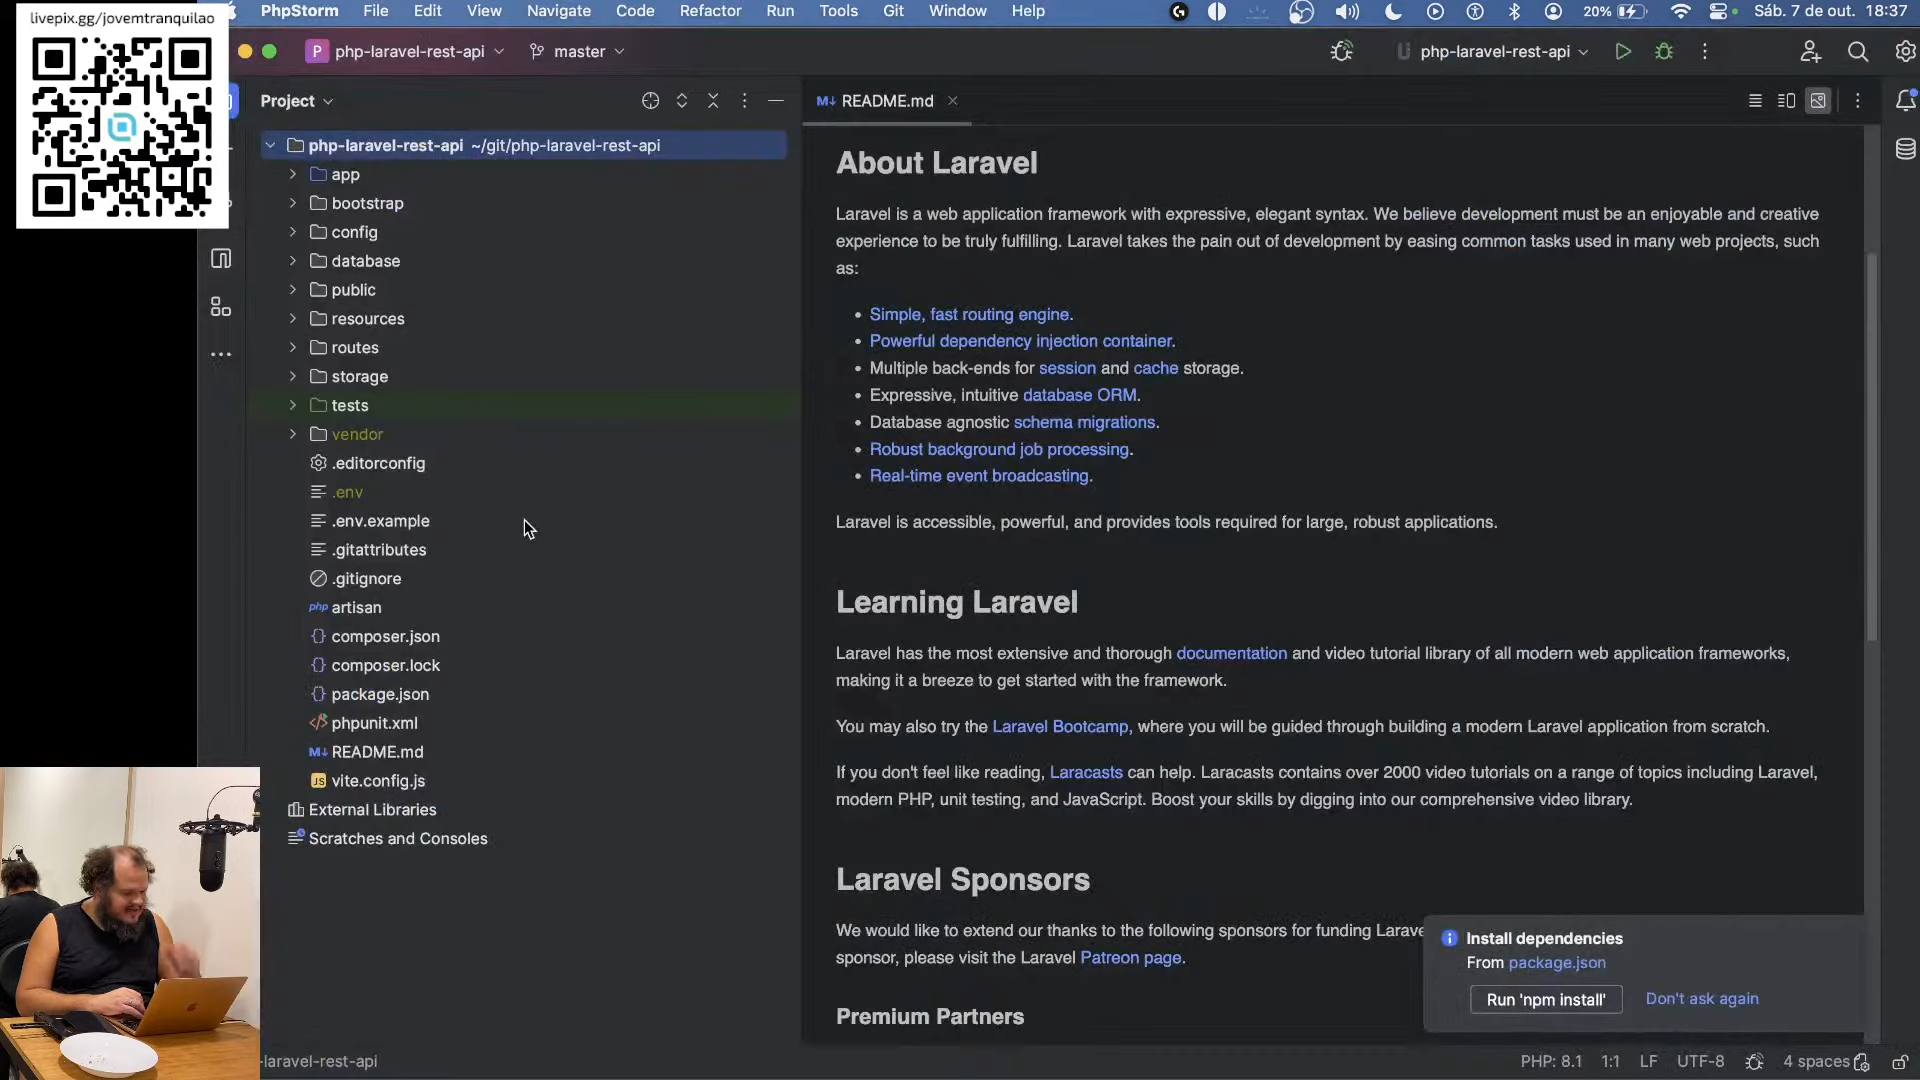 livepix.gg/jovemtranquilao
PhpStorm File Edit View Navigate Code Refactor Run Tools Git Window Help
20% Sáb. 7 de out. 18:37
P php-laravel-rest-api master
php-laravel-rest-api
Project
README.md
php-laravel-rest-api ~/git/php-laravel-rest-api
app
bootstrap
config
database
public
resources
routes
storage
tests
vendor
.editorconfig
.env
.env.example
.gitattributes
.gitignore
php artisan
composer.json
composer.lock
package.json
phpunit.xml
M↓ README.md
JS vite.config.js
External Libraries
Scratches and Consoles
About Laravel
Laravel is a web application framework with expressive, elegant syntax. We believe development must be an enjoyable and creative
experience to be truly fulfilling. Laravel takes the pain out of development by easing common tasks used in many web projects, such
as:
• Simple, fast routing engine.
• Powerful dependency injection container.
• Multiple back-ends for session and cache storage.
• Expressive, intuitive database ORM.
• Database agnostic schema migrations.
• Robust background job processing.
• Real-time event broadcasting.
Laravel is accessible, powerful, and provides tools required for large, robust applications.
Learning Laravel
Laravel has the most extensive and thorough documentation and video tutorial library of all modern web application frameworks,
making it a breeze to get started with the framework.
You may also try the Laravel Bootcamp, where you will be guided through building a modern Laravel application from scratch.
If you don't feel like reading, Laracasts can help. Laracasts contains over 2000 video tutorials on a range of topics including Laravel,
modern PHP, unit testing, and JavaScript. Boost your skills by digging into our comprehensive video library.
Laravel Sponsors
We would like to extend our thanks to the following sponsors for funding Larave
sponsor, please visit the Laravel Patreon page.
Premium Partners
Install dependencies
From package.json
Run 'npm install' Don't ask again
-laravel-rest-api
PHP: 8.1 1:1 LF UTF-8 4 spaces